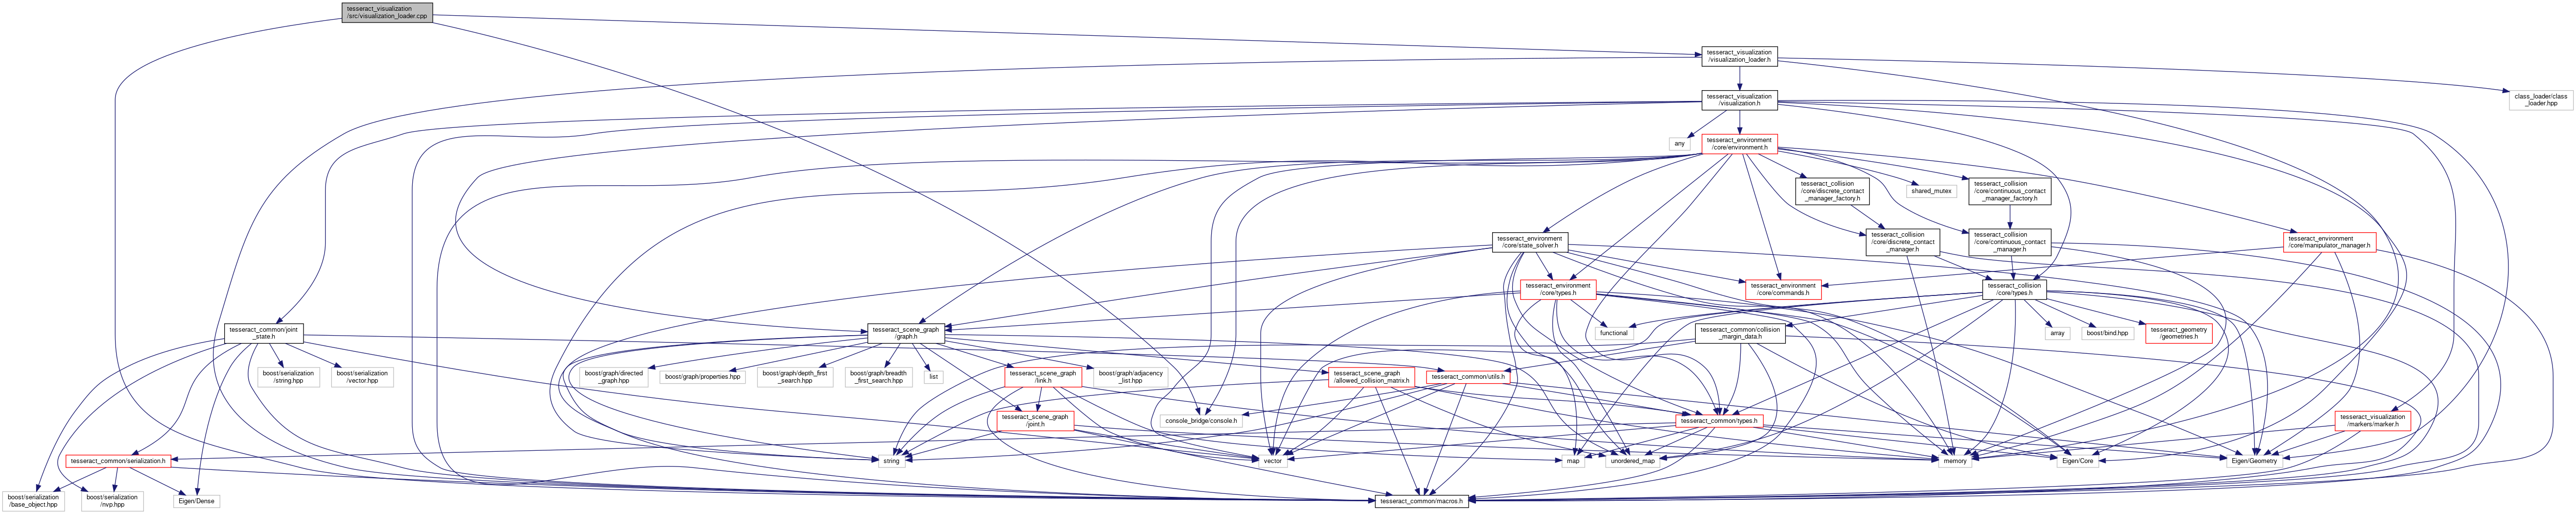 tesseract_visualization
/src/visualization_loader.cpp
tesseract_visualization
/visualization_loader.h
tesseract_visualization
/visualization.h
class_loader/class
_loader.hpp
any
tesseract_environment
/core/environment.h
tesseract_collision
/core/discrete_contact
_manager_factory.h
shared_mutex
tesseract_collision
/core/continuous_contact
_manager_factory.h
tesseract_environment
/core/state_solver.h
tesseract_collision
/core/discrete_contact
_manager.h
tesseract_collision
/core/continuous_contact
_manager.h
tesseract_environment
/core/manipulator_manager.h
tesseract_environment
/core/types.h
tesseract_environment
/core/commands.h
tesseract_collision
/core/types.h
tesseract_common/joint
_state.h
tesseract_scene_graph
/graph.h
functional
tesseract_common/collision
_margin_data.h
array
boost/bind.hpp
tesseract_geometry
/geometries.h
boost/serialization
/string.hpp
boost/serialization
/vector.hpp
boost/graph/directed
_graph.hpp
boost/graph/properties.hpp
boost/graph/depth_first
_search.hpp
boost/graph/breadth
_first_search.hpp
list
tesseract_scene_graph
/link.h
boost/graph/adjacency
_list.hpp
tesseract_scene_graph
/allowed_collision_matrix.h
tesseract_common/utils.h
tesseract_scene_graph
/joint.h
console_bridge/console.h
tesseract_common/types.h
tesseract_visualization
/markers/marker.h
tesseract_common/serialization.h
string
vector
map
unordered_map
memory
Eigen/Core
Eigen/Geometry
boost/serialization
/base_object.hpp
boost/serialization
/nvp.hpp
Eigen/Dense
tesseract_common/macros.h
map